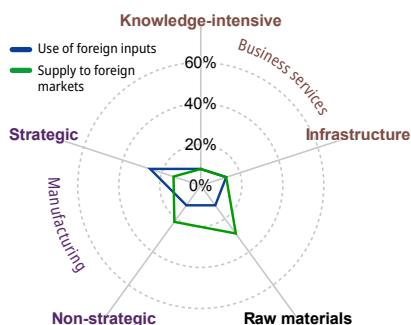 Knowledge-intensive
Use of foreign inputs
Supply to foreign
markets
Business services
60%
40%
20%
0%
Strategic
Infrastructure
Manufacturing
Non-strategic
Raw materials